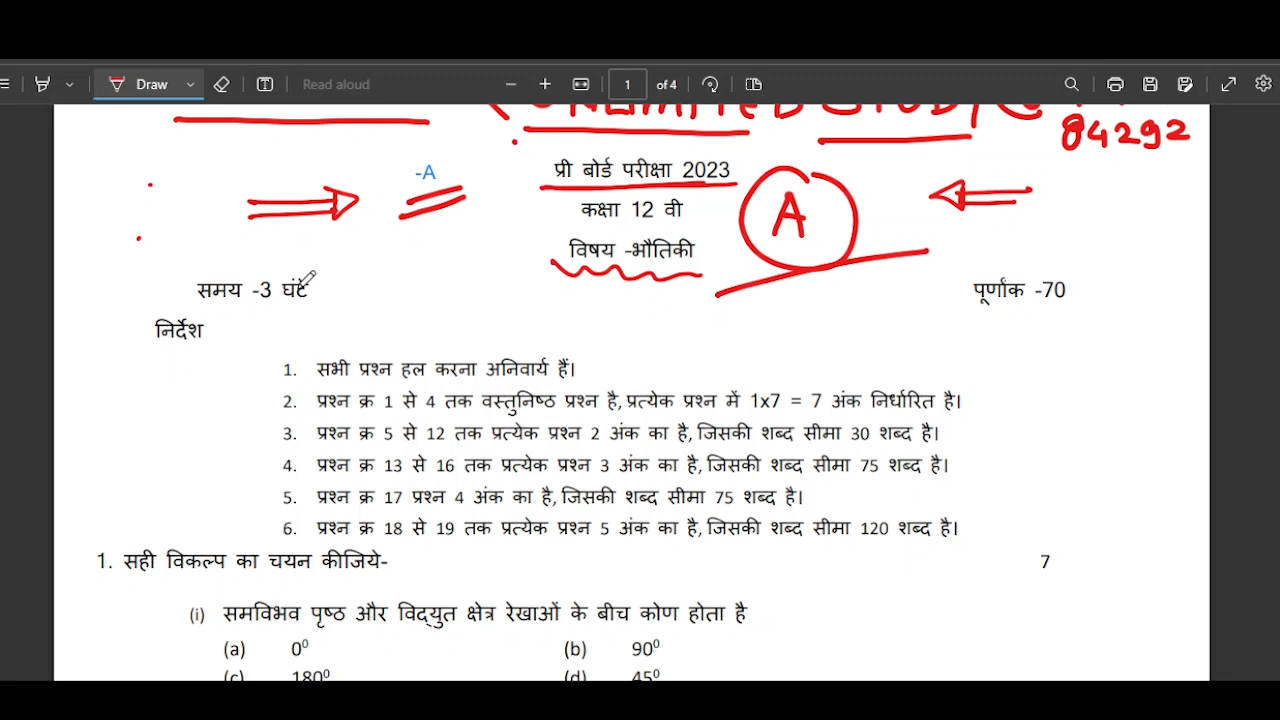 Draw
Read aloud
1 of 4
UNLIMITED STUDY
84292
-A
प्री बोर्ड परीक्षा 2023
A
कक्षा 12 वी
विषय -भौतिकी
समय -3 घंटे
पूर्णांक -70
निर्देश
1. सभी प्रश्न हल करना अनिवार्य हैं।
2. प्रश्न क्र 1 से 4 तक वस्तुनिष्ठ प्रश्न है, प्रत्येक प्रश्न में 1x7 = 7 अंक निर्धारित है।
3. प्रश्न क्र 5 से 12 तक प्रत्येक प्रश्न 2 अंक का है, जिसकी शब्द सीमा 30 शब्द है।
4. प्रश्न क्र 13 से 16 तक प्रत्येक प्रश्न 3 अंक का है, जिसकी शब्द सीमा 75 शब्द है।
5. प्रश्न क्र 17 प्रश्न 4 अंक का है, जिसकी शब्द सीमा 75 शब्द है।
6. प्रश्न क्र 18 से 19 तक प्रत्येक प्रश्न 5 अंक का है, जिसकी शब्द सीमा 120 शब्द है।
1. सही विकल्प का चयन कीजिये- 7
(i) समविभव पृष्ठ और विद्युत क्षेत्र रेखाओं के बीच कोण होता है
(a) 0⁰ (b) 90⁰
(c) 180⁰ (d) 45⁰